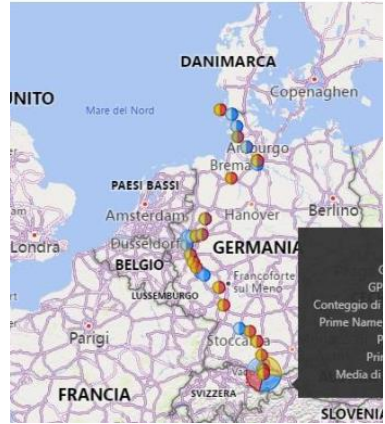 DANIMARCA
Copenaghen
UNITO
Mare del Nord
Amburgo
Brema
PAESI BASSI
Amsterdam
Hanover
Berlino
Londra
Dusseldorf
GERMANIA
BELGIO
Francoforte
sul Meno
LUSSEMBURGO
GP
Conteggio di
Prime Name
P
Parigi
Stoccarda
Pri
Media di
FRANCIA
SVIZZERA
SLOVENIA